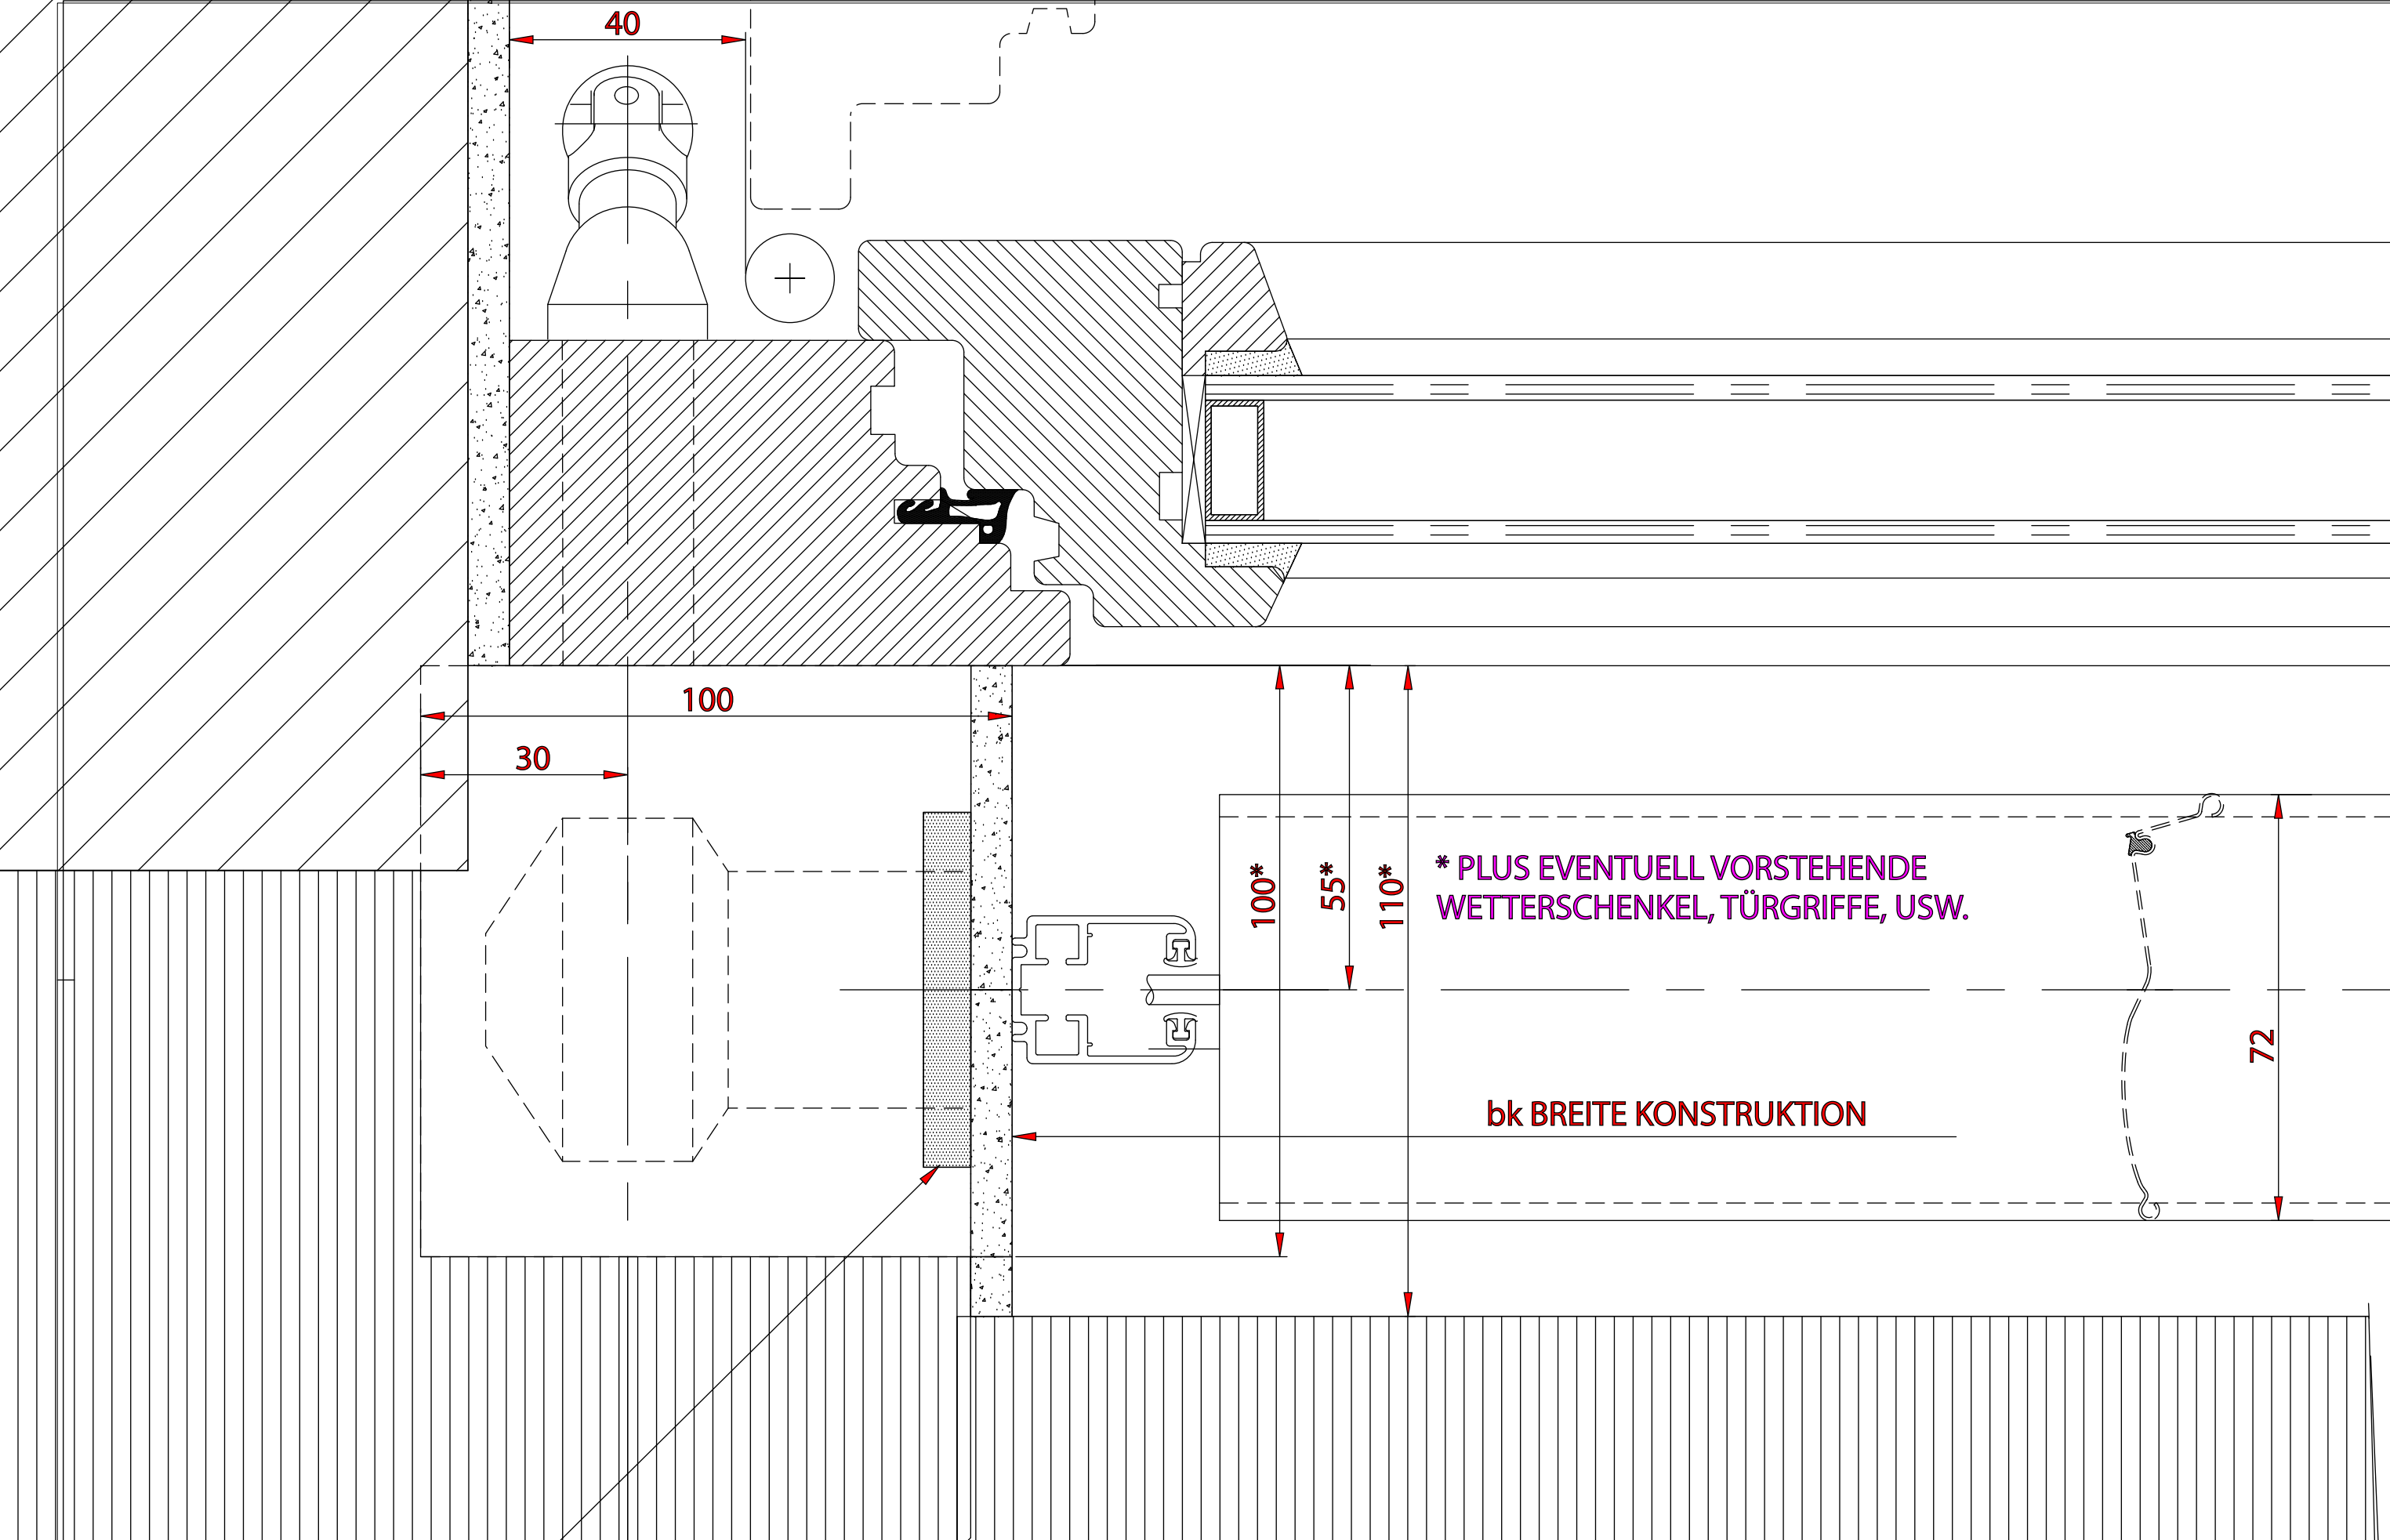 40
100
30
100*
55*
110*
* PLUS EVENTUELL VORSTEHENDE
WETTERSCHENKEL, TÜRGRIFFE, USW.
72
bk BREITE KONSTRUKTION